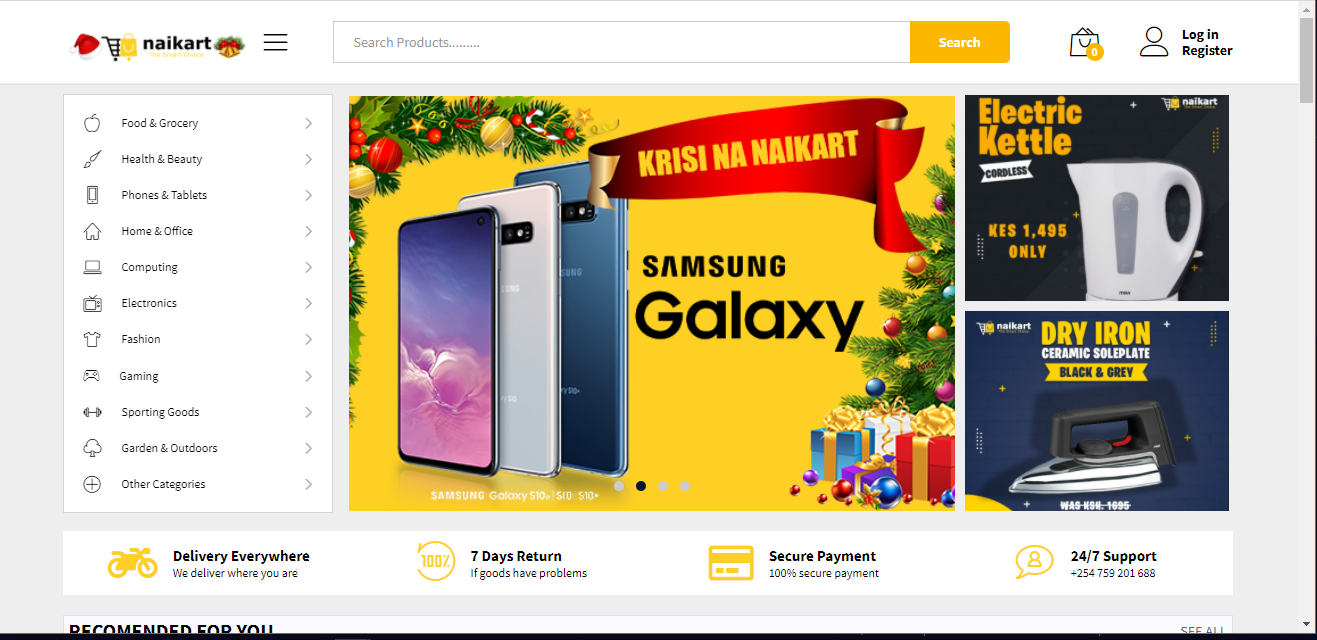 naikart
The Smart Choice
Search Products.........
Search
0
Log in
Register
Food & Grocery
Health & Beauty
Phones & Tablets
Home & Office
Computing
Electronics
Fashion
Gaming
Sporting Goods
Garden & Outdoors
Other Categories
KRISI NA NAIKART
SAMSUNG
Galaxy
SAMSUNG Galaxy S10e | S10 | S10+
naikart
Electric
Kettle
CORDLESS
KES 1,495
ONLY
naikart
DRY IRON
CERAMIC SOLEPLATE
BLACK & GREY
WAS KSH. 1695
Delivery Everywhere
We deliver where you are
100%
7 Days Return
If goods have problems
Secure Payment
100% secure payment
24/7 Support
+254 759 201 688
RECOMENDED FOR YOU
SEE ALL